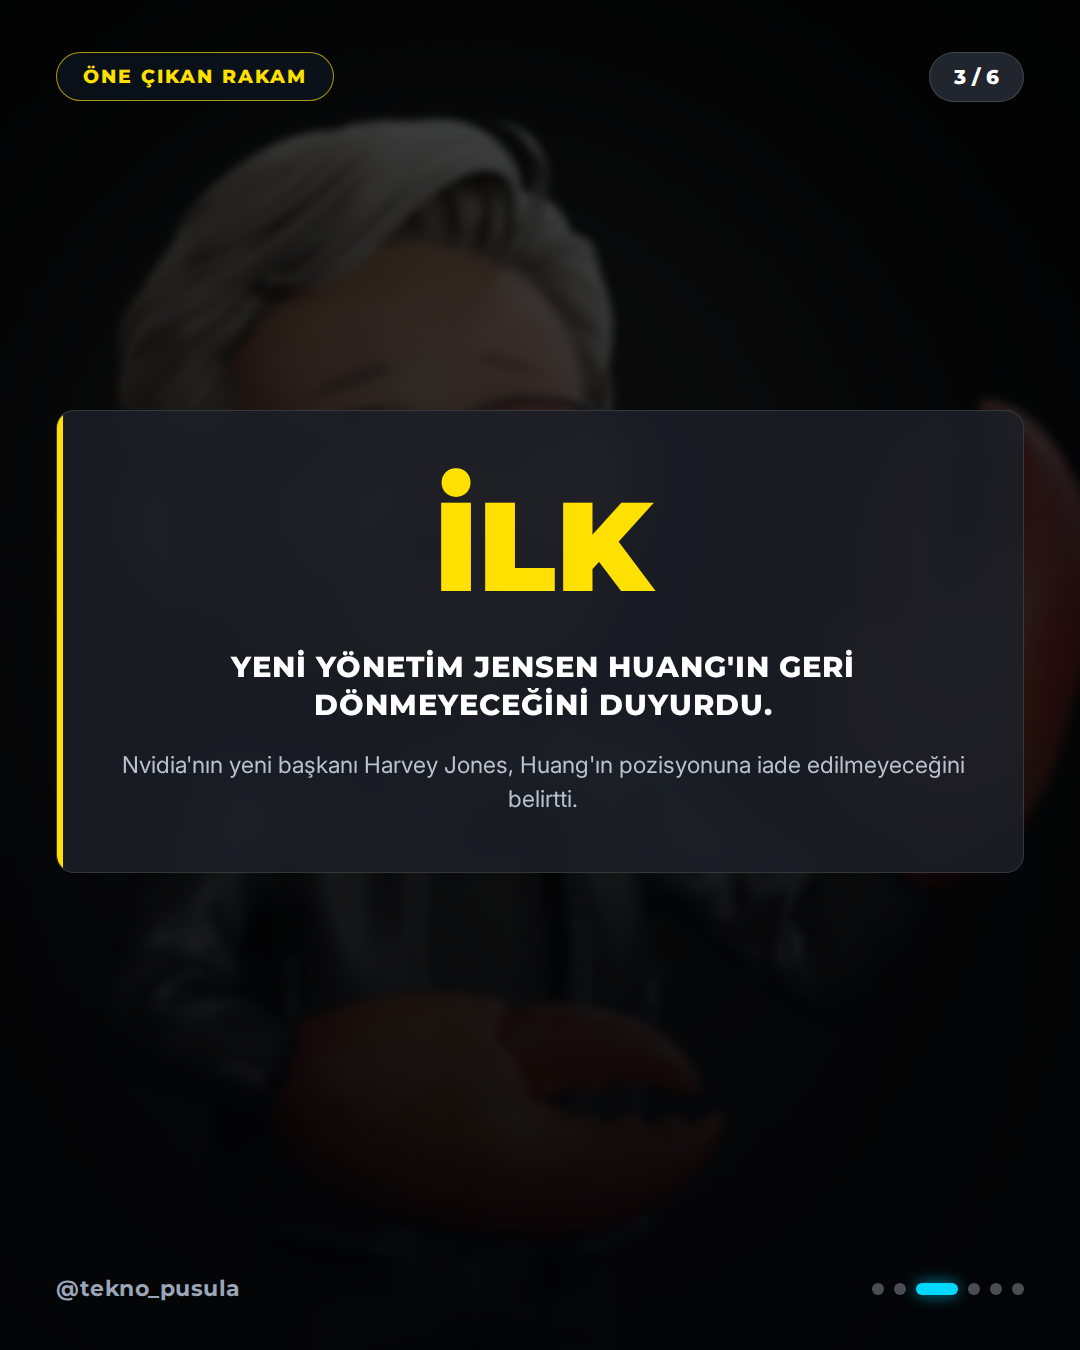 ÖNE ÇIKAN RAKAM
3 / 6
İLK
YENİ YÖNETİM JENSEN HUANG'IN GERİ
DÖNMEYECEĞİNİ DUYURDU.
Nvidia'nın yeni başkanı Harvey Jones, Huang'ın pozisyonuna iade edilmeyeceğini
belirtti.
@tekno_pusula